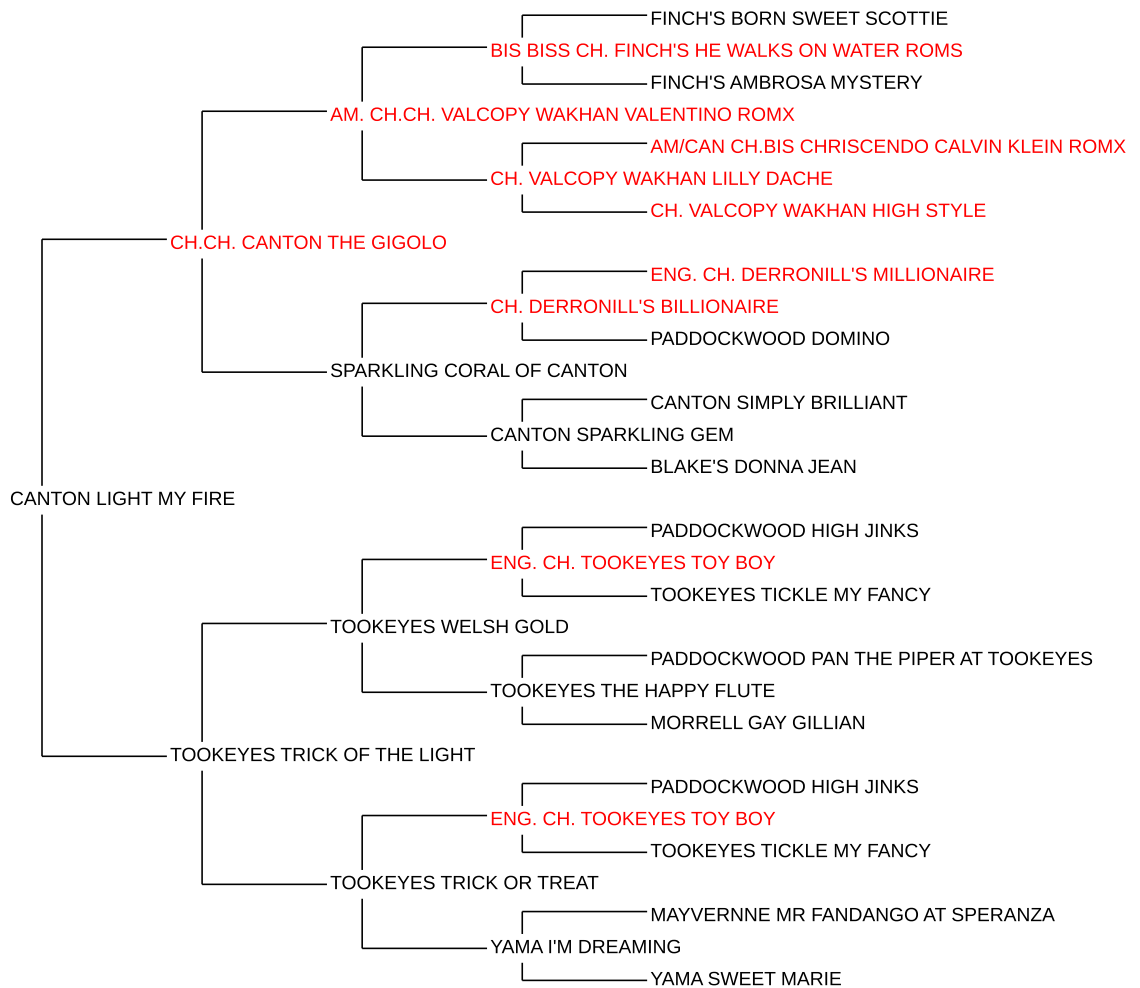 FINCH'S BORN SWEET SCOTTIE
BIS BISS CH. FINCH'S HE WALKS ON WATER ROMS
FINCH'S AMBROSA MYSTERY
AM. CH.CH. VALCOPY WAKHAN VALENTINO ROMX
AM/CAN CH.BIS CHRISCENDO CALVIN KLEIN ROMX
CH. VALCOPY WAKHAN LILLY DACHE
CH. VALCOPY WAKHAN HIGH STYLE
CH.CH. CANTON THE GIGOLO
ENG. CH. DERRONILL'S MILLIONAIRE
CH. DERRONILL'S BILLIONAIRE
PADDOCKWOOD DOMINO
SPARKLING CORAL OF CANTON
CANTON SIMPLY BRILLIANT
CANTON SPARKLING GEM
BLAKE'S DONNA JEAN
CANTON LIGHT MY FIRE
PADDOCKWOOD HIGH JINKS
ENG. CH. TOOKEYES TOY BOY
TOOKEYES TICKLE MY FANCY
TOOKEYES WELSH GOLD
PADDOCKWOOD PAN THE PIPER AT TOOKEYES
TOOKEYES THE HAPPY FLUTE
MORRELL GAY GILLIAN
TOOKEYES TRICK OF THE LIGHT
PADDOCKWOOD HIGH JINKS
ENG. CH. TOOKEYES TOY BOY
TOOKEYES TICKLE MY FANCY
TOOKEYES TRICK OR TREAT
MAYVERNNE MR FANDANGO AT SPERANZA
YAMA I'M DREAMING
YAMA SWEET MARIE